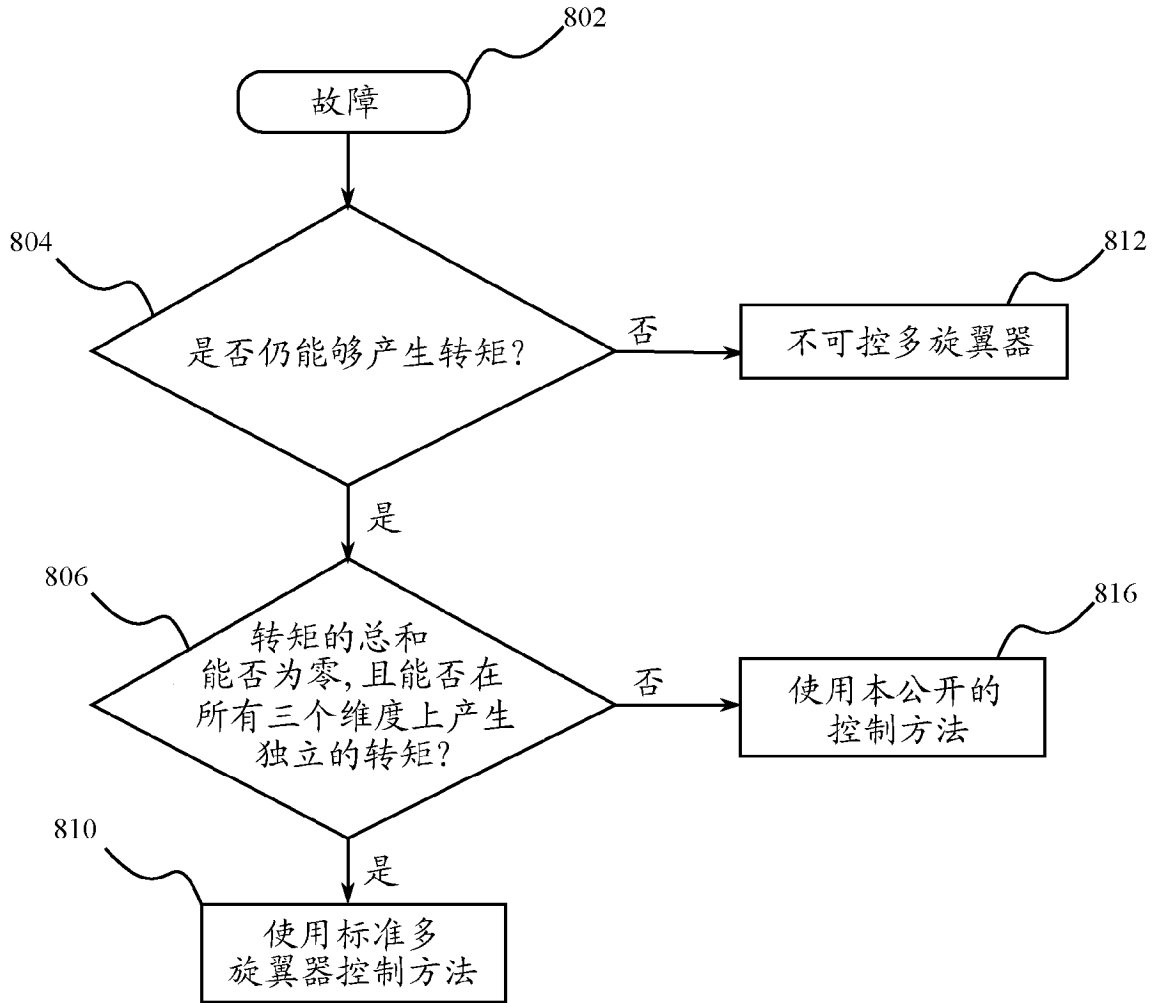 802
故障
804
是否仍能够产生转矩?
否
812
不可控多旋翼器
是
806
转矩的总和
能否为零,且能否在
所有三个维度上产生
独立的转矩?
否
816
使用本公开的
控制方法
810
是
使用标准多
旋翼器控制方法